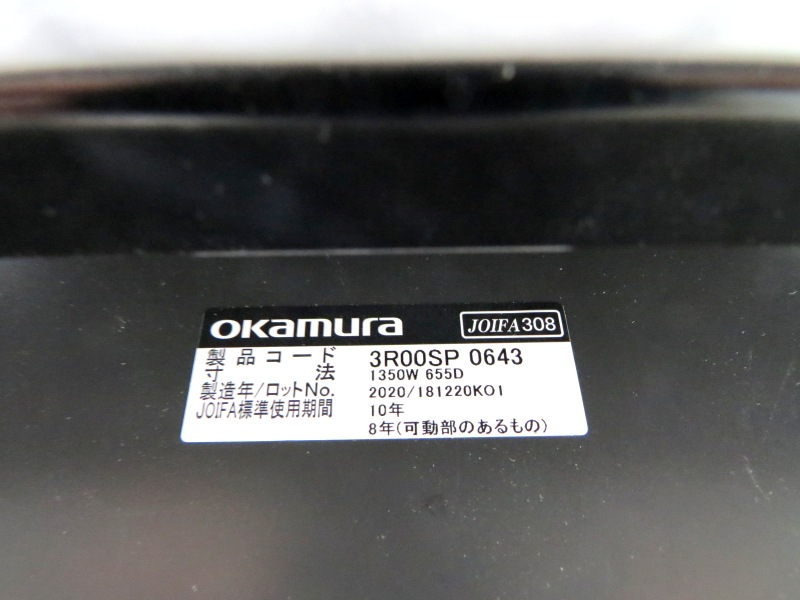 okamura JOIFA308
製品コード 3R00SP 0643
寸法 1350W 655D
製造年/ロットNo. 2020/181220K01
JOIFA標準使用期間 10年
8年(可動部のあるもの)